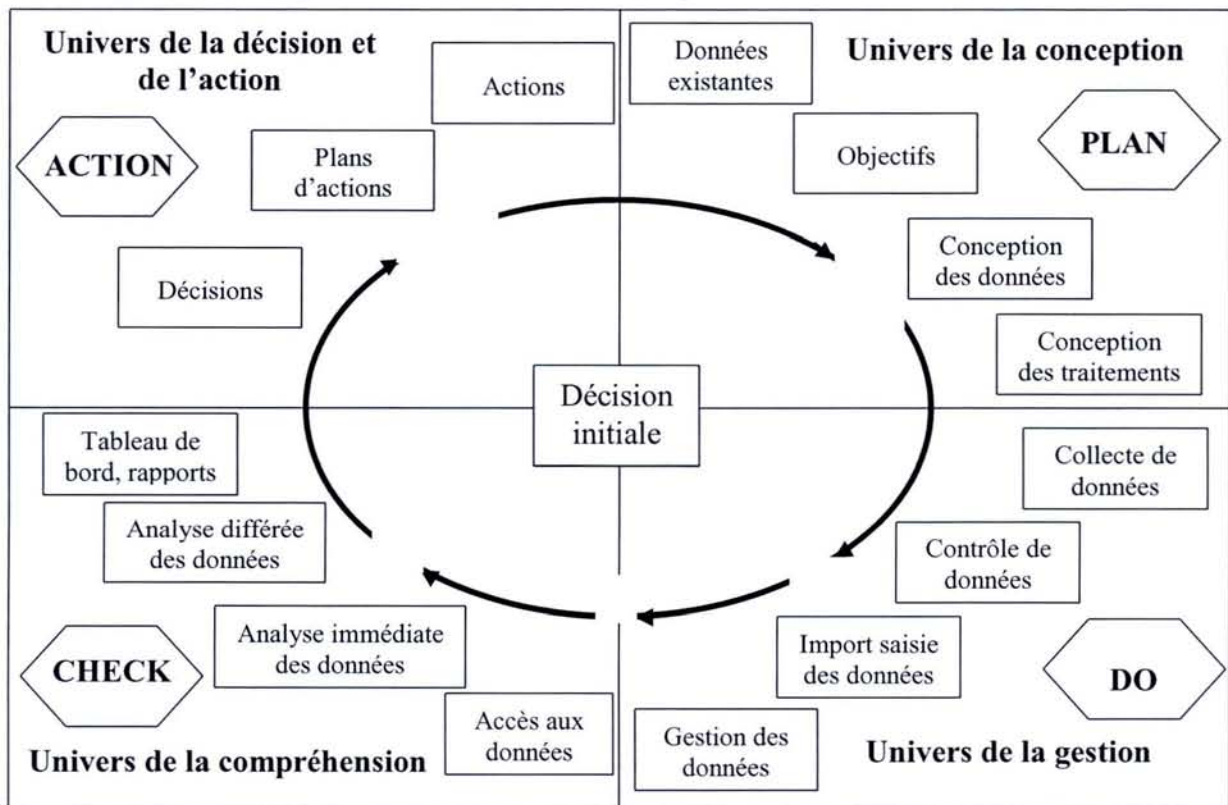 Univers de la décision et
de l'action
ACTION
Actions
Plans
d'actions
Décisions
Univers de la conception
PLAN
Données
existantes
Objectifs
Conception
des données
Conception
des traitements
Décision
initiale
Collecte de
données
Contrôle de
données
Import saisie
des données
Gestion des
données
DO
Univers de la gestion
Tableau de
bord, rapports
Analyse différée
des données
Analyse immédiate
des données
Accès aux
données
CHECK
Univers de la compréhension